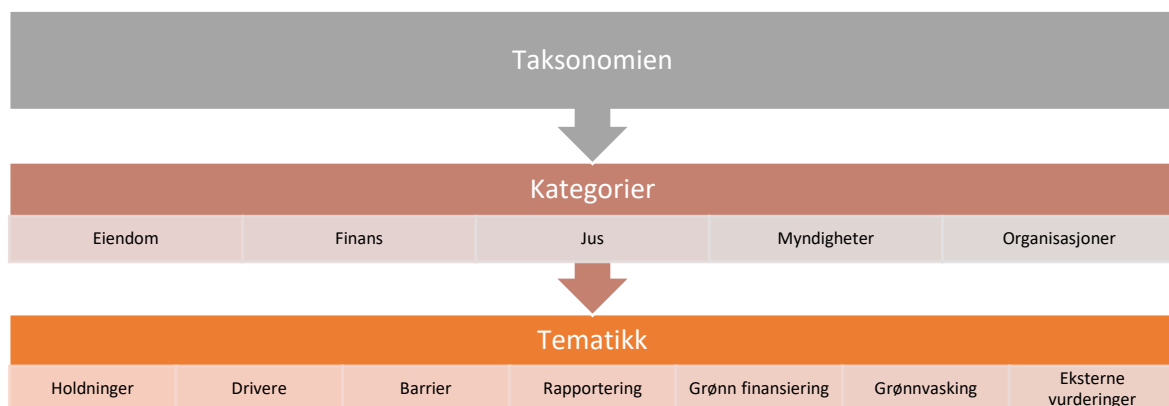 Taksonomien
Kategorier
Eiendom Finans Jus Myndigheter Organisasjoner
Tematikk
Holdninger Drivere Barrier Rapportering Grønn finansiering Grønnvasking Eksterne
vurderinger